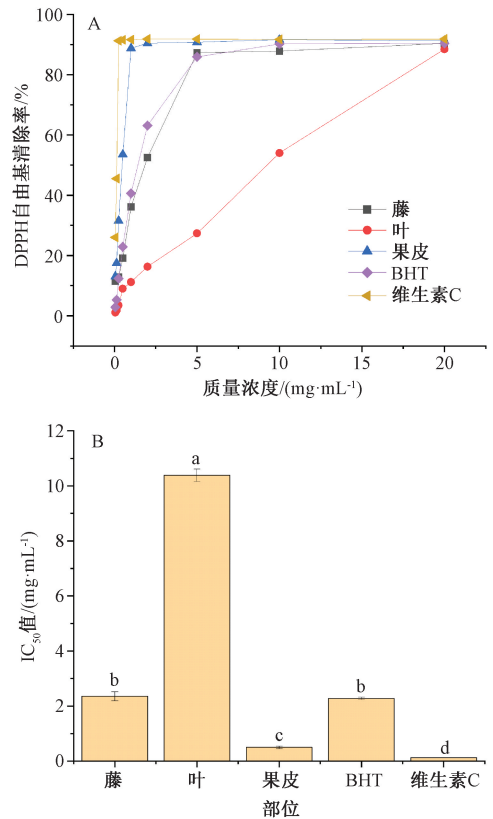 A
DPPH自由基清除率/%
100
80
60
40
20
0
藤
叶
果皮
BHT
维生素C
0
5
10
15
20
质量浓度/(mg·mL⁻¹)
B
IC₅₀值/(mg·mL⁻¹)
12
10
8
6
4
2
0
b
a
c
b
d
藤
叶
果皮
BHT
维生素C
部位